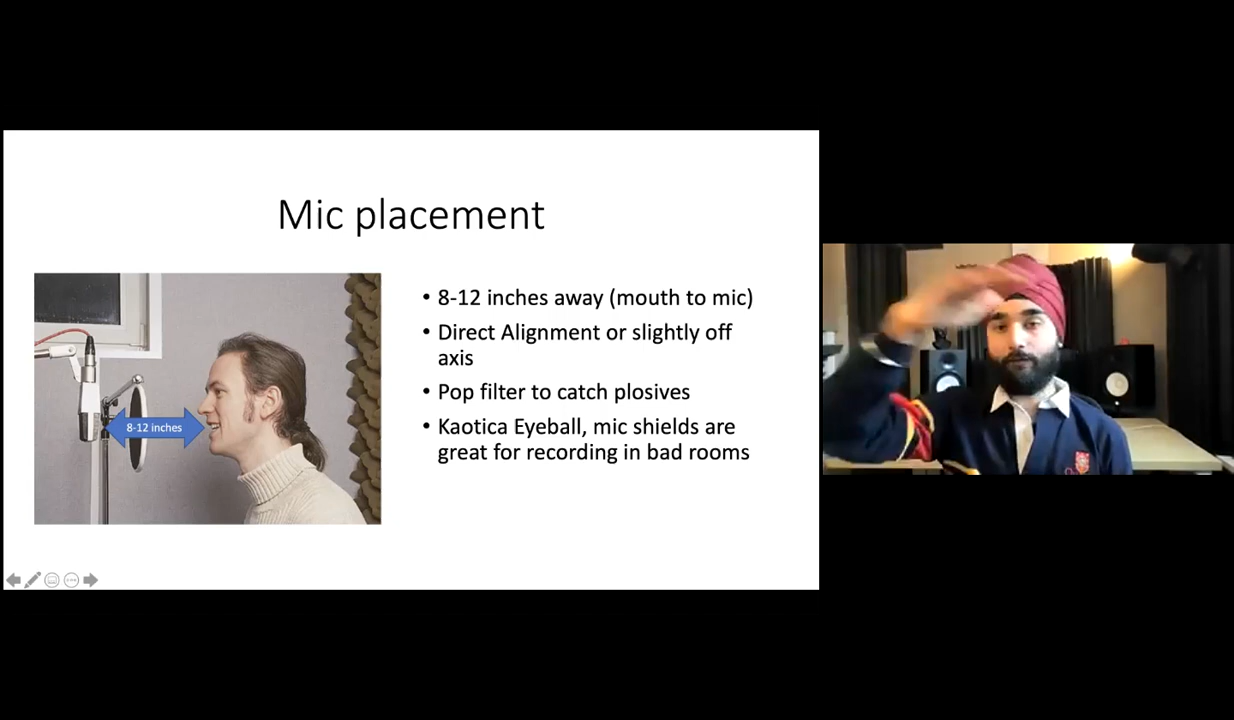 Mic placement
8-12 inches
• 8-12 inches away (mouth to mic)
• Direct Alignment or slightly off
axis
• Pop filter to catch plosives
• Kaotica Eyeball, mic shields are
great for recording in bad rooms